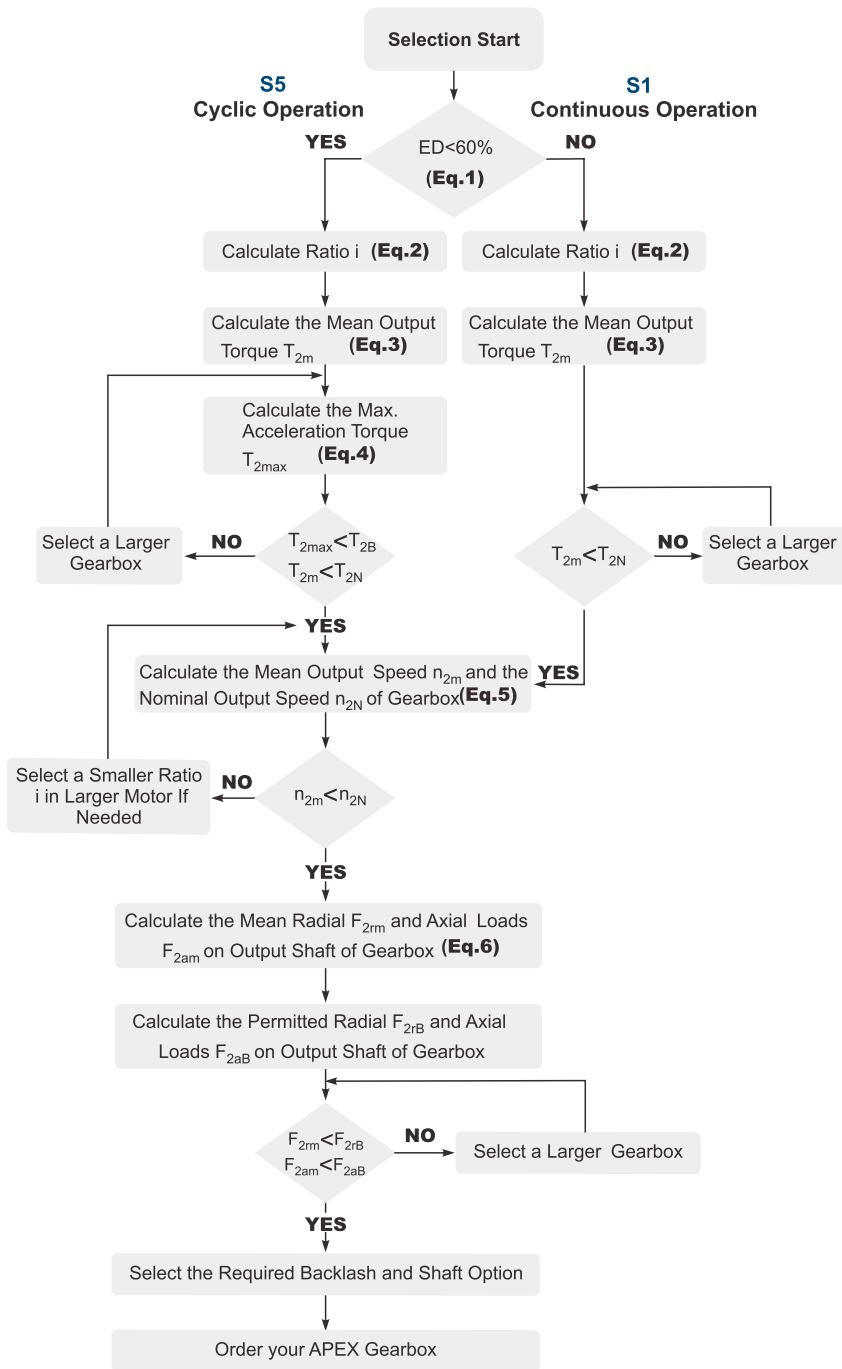 Selection Start
S5
Cyclic Operation
S1
Continuous Operation
YES
NO
ED<60%
(Eq.1)
Calculate Ratio i (Eq.2)
Calculate Ratio i (Eq.2)
Calculate the Mean Output
Torque T2m (Eq.3)
Calculate the Mean Output
Torque T2m (Eq.3)
Calculate the Max.
Acceleration Torque
T2max (Eq.4)
Select a Larger
Gearbox
NO
T2max<T2B
T2m<T2N
T2m<T2N
NO
Select a Larger
Gearbox
YES
Calculate the Mean Output Speed n2m and the
Nominal Output Speed n2N of Gearbox(Eq.5)
YES
Select a Smaller Ratio
i in Larger Motor If
Needed
NO
n2m<n2N
YES
Calculate the Mean Radial F2rm and Axial Loads
F2am on Output Shaft of Gearbox (Eq.6)
Calculate the Permitted Radial F2rB and Axial
Loads F2aB on Output Shaft of Gearbox
F2rm<F2rB
F2am<F2aB
NO
Select a Larger Gearbox
YES
Select the Required Backlash and Shaft Option
Order your APEX Gearbox